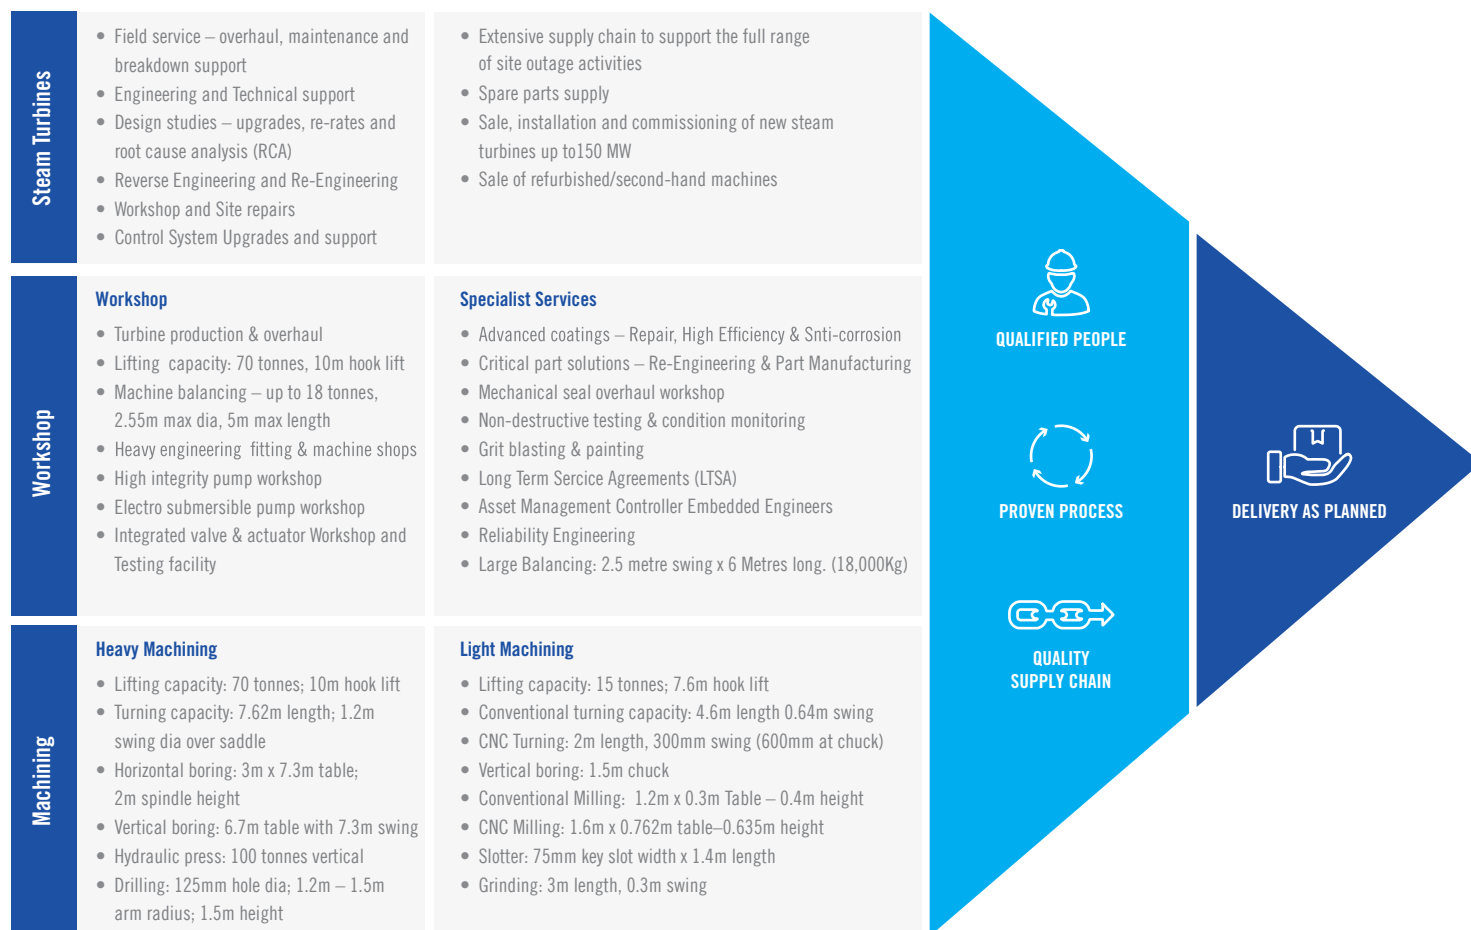 Steam Turbines
• Field service – overhaul, maintenance and
breakdown support
• Engineering and Technical support
• Design studies – upgrades, re-rates and
root cause analysis (RCA)
• Reverse Engineering and Re-Engineering
• Workshop and Site repairs
• Control System Upgrades and support
• Extensive supply chain to support the full range
of site outage activities
• Spare parts supply
• Sale, installation and commissioning of new steam
turbines up to150 MW
• Sale of refurbished/second-hand machines
Workshop
Workshop
• Turbine production & overhaul
• Lifting  capacity: 70 tonnes, 10m hook lift
• Machine balancing – up to 18 tonnes,
2.55m max dia, 5m max length
• Heavy engineering  fitting & machine shops
• High integrity pump workshop
• Electro submersible pump workshop
• Integrated valve & actuator Workshop and
Testing facility
Specialist Services
• Advanced coatings – Repair, High Efficiency & Snti-corrosion
• Critical part solutions – Re-Engineering & Part Manufacturing
• Mechanical seal overhaul workshop
• Non-destructive testing & condition monitoring
• Grit blasting & painting
• Long Term Sercice Agreements (LTSA)
• Asset Management Controller Embedded Engineers
• Reliability Engineering
• Large Balancing: 2.5 metre swing x 6 Metres long. (18,000Kg)
Machining
Heavy Machining
• Lifting capacity: 70 tonnes; 10m hook lift
• Turning capacity: 7.62m length; 1.2m
swing dia over saddle
• Horizontal boring: 3m x 7.3m table;
2m spindle height
• Vertical boring: 6.7m table with 7.3m swing
• Hydraulic press: 100 tonnes vertical
• Drilling: 125mm hole dia; 1.2m – 1.5m
arm radius; 1.5m height
Light Machining
• Lifting capacity: 15 tonnes; 7.6m hook lift
• Conventional turning capacity: 4.6m length 0.64m swing
• CNC Turning: 2m length, 300mm swing (600mm at chuck)
• Vertical boring: 1.5m chuck
• Conventional Milling:  1.2m x 0.3m Table – 0.4m height
• CNC Milling: 1.6m x 0.762m table–0.635m height
• Slotter: 75mm key slot width x 1.4m length
• Grinding: 3m length, 0.3m swing
QUALIFIED PEOPLE
PROVEN PROCESS
QUALITY
SUPPLY CHAIN
DELIVERY AS PLANNED